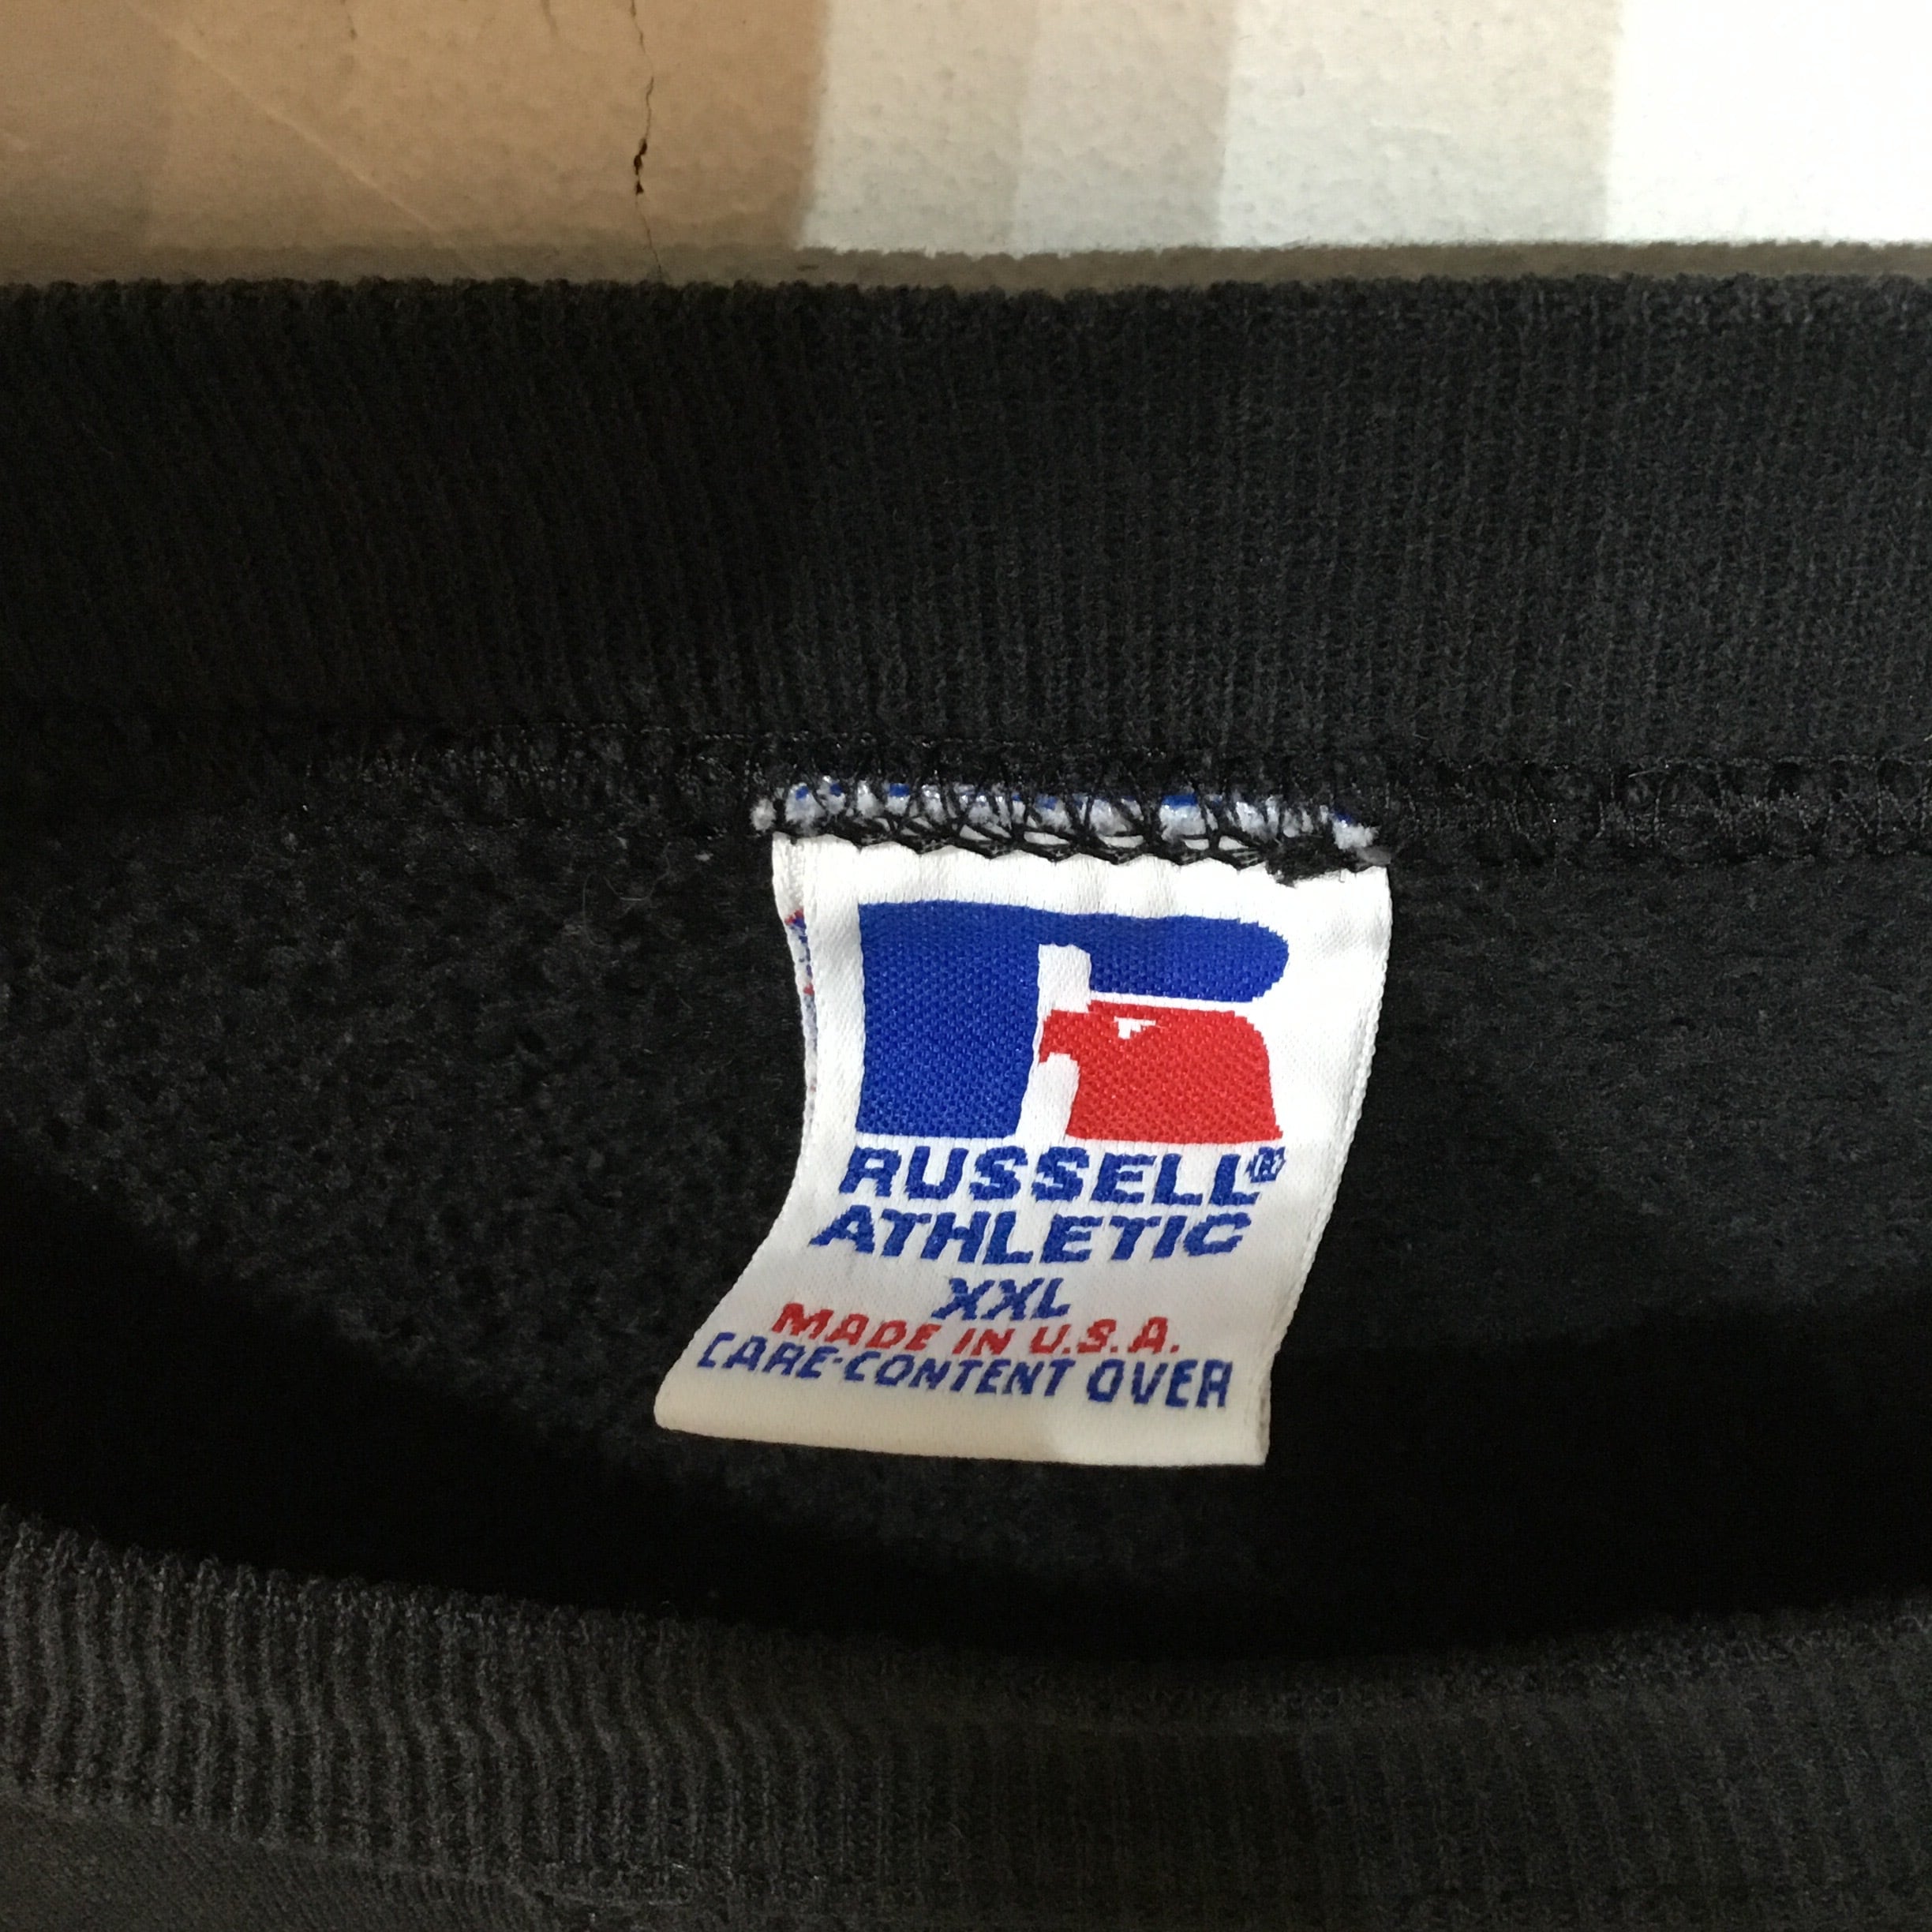 RUSSELL®
ATHLETIC
XXL
MADE IN U.S.A.
CARE-CONTENT OVER